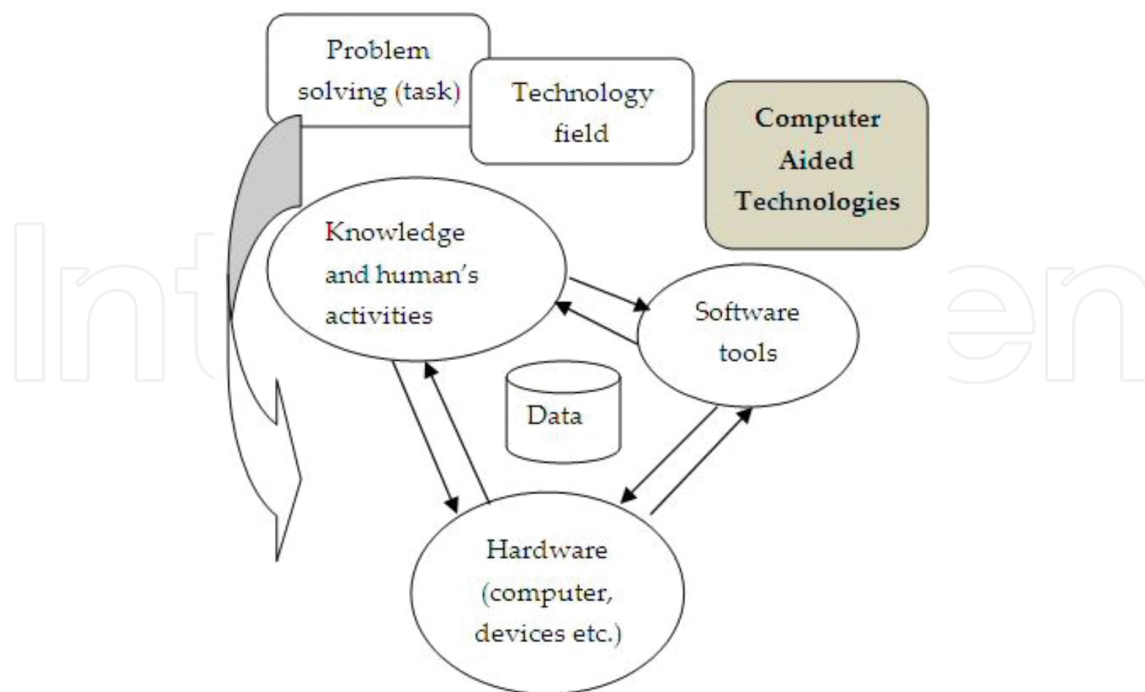 Problem
solving (task)
Technology
field
Computer
Aided
Technologies
Knowledge
and human's
activities
Software
tools
Data
Hardware
(computer,
devices etc.)